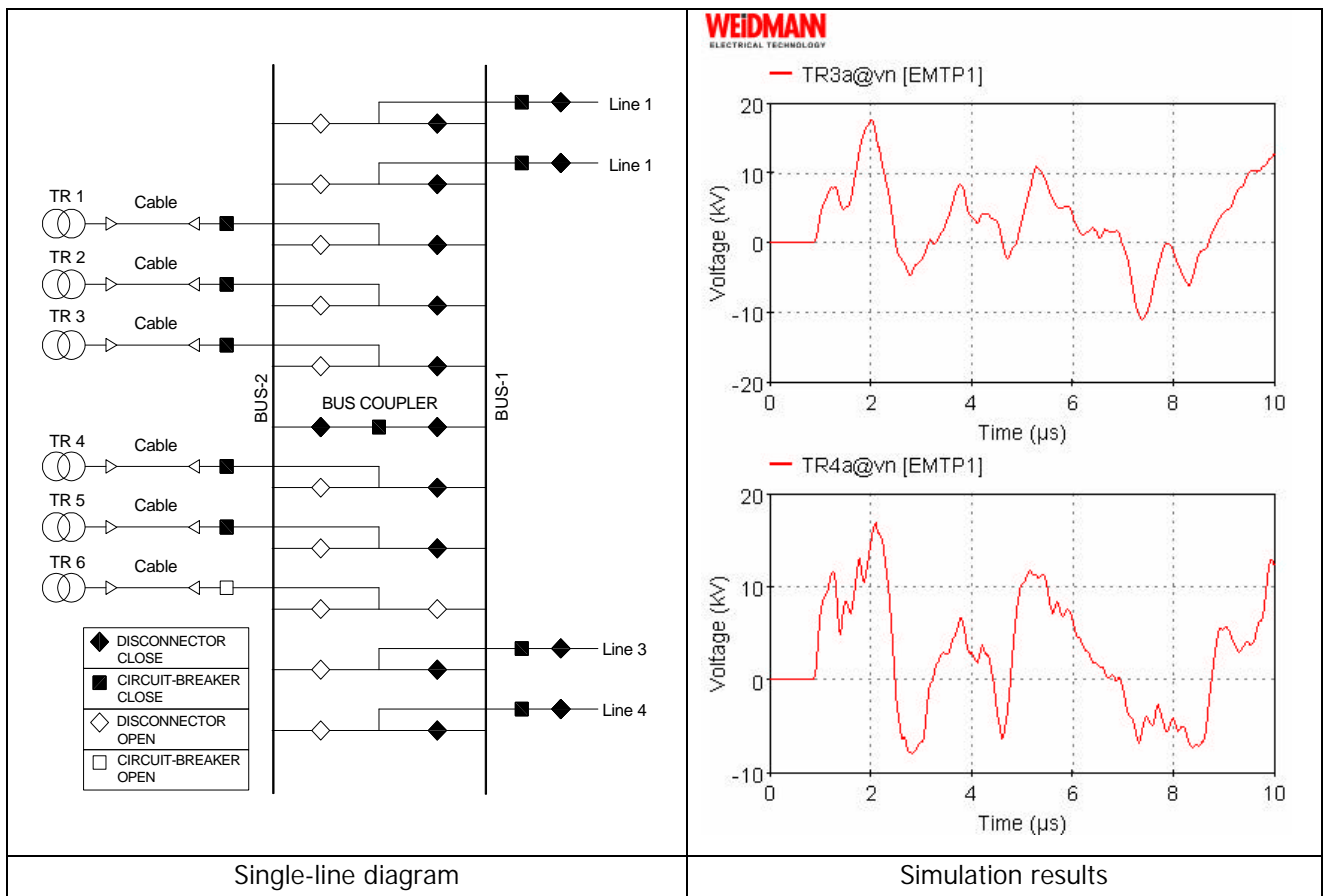 Line 1
Line 1
TR 1
Cable
TR 2
Cable
TR 3
Cable
BUS-2
BUS COUPLER
BUS-1
TR 4
Cable
TR 5
Cable
TR 6
Cable
DISCONNECTOR
CLOSE
CIRCUIT-BREAKER
CLOSE
DISCONNECTOR
OPEN
CIRCUIT-BREAKER
OPEN
Line 3
Line 4
Single-line diagram
WEiDMANN
ELECTRICAL TECHNOLOGY
TR3a@vn [EMTP1]
20
10
0
-10
-20
Voltage (kV)
0 2 4 6 8 10
Time (µs)
TR4a@vn [EMTP1]
20
10
0
-10
Voltage (kV)
0 2 4 6 8 10
Time (µs)
Simulation results